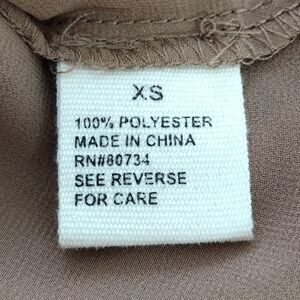 XS
100% POLYESTER
MADE IN CHINA
RN#80734
SEE REVERSE
FOR CARE